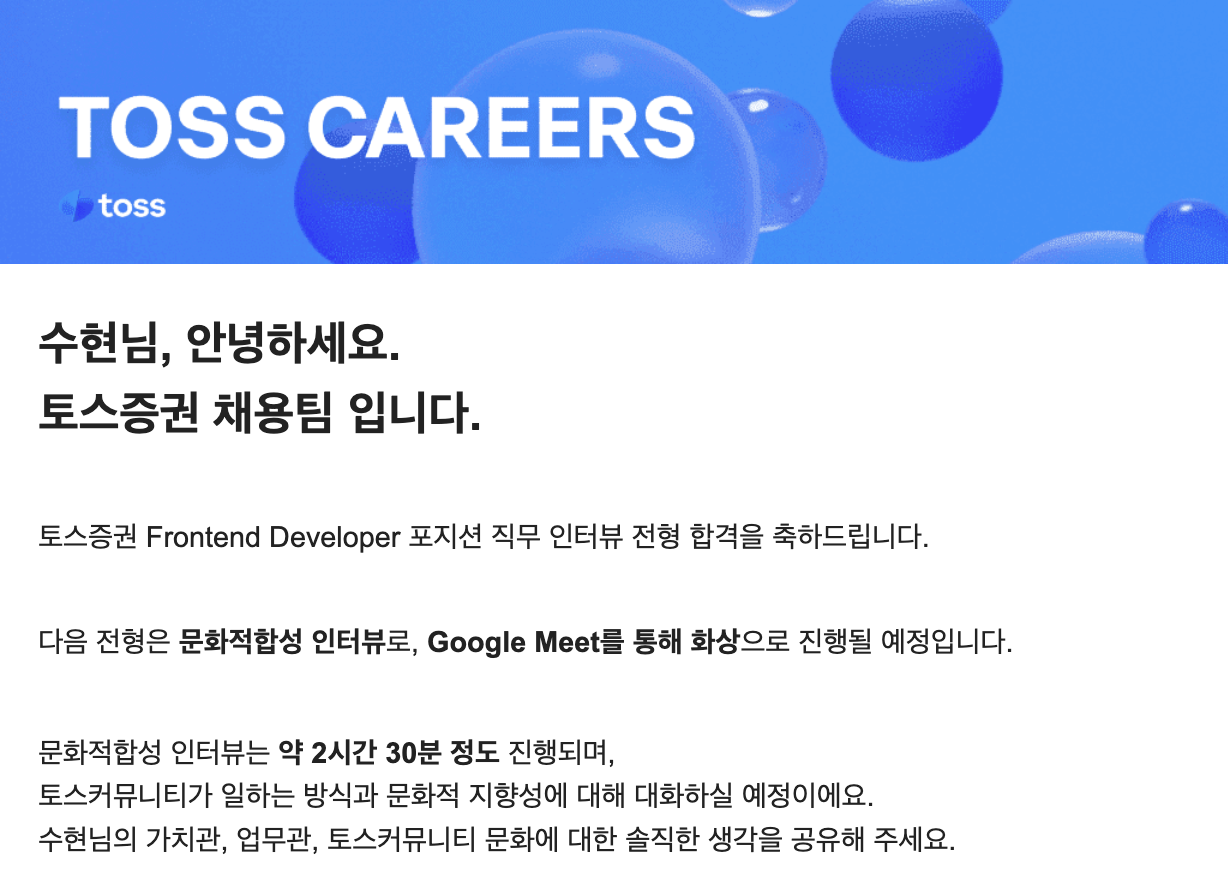 TOSS CAREERS
toss
수현님, 안녕하세요.
토스증권 채용팀 입니다.
토스증권 Frontend Developer 포지션 직무 인터뷰 전형 합격을 축하드립니다.
다음 전형은 문화적합성 인터뷰로, Google Meet를 통해 화상으로 진행될 예정입니다.
문화적합성 인터뷰는 약 2시간 30분 정도 진행되며,
토스커뮤니티가 일하는 방식과 문화적 지향성에 대해 대화하실 예정이에요.
수현님의 가치관, 업무관, 토스커뮤니티 문화에 대한 솔직한 생각을 공유해 주세요.